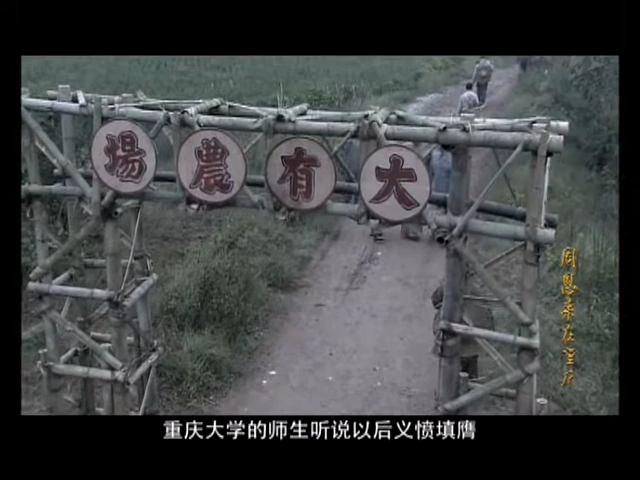 場農有大
周恩来在重庆
重庆大学的师生听说以后义愤填膺